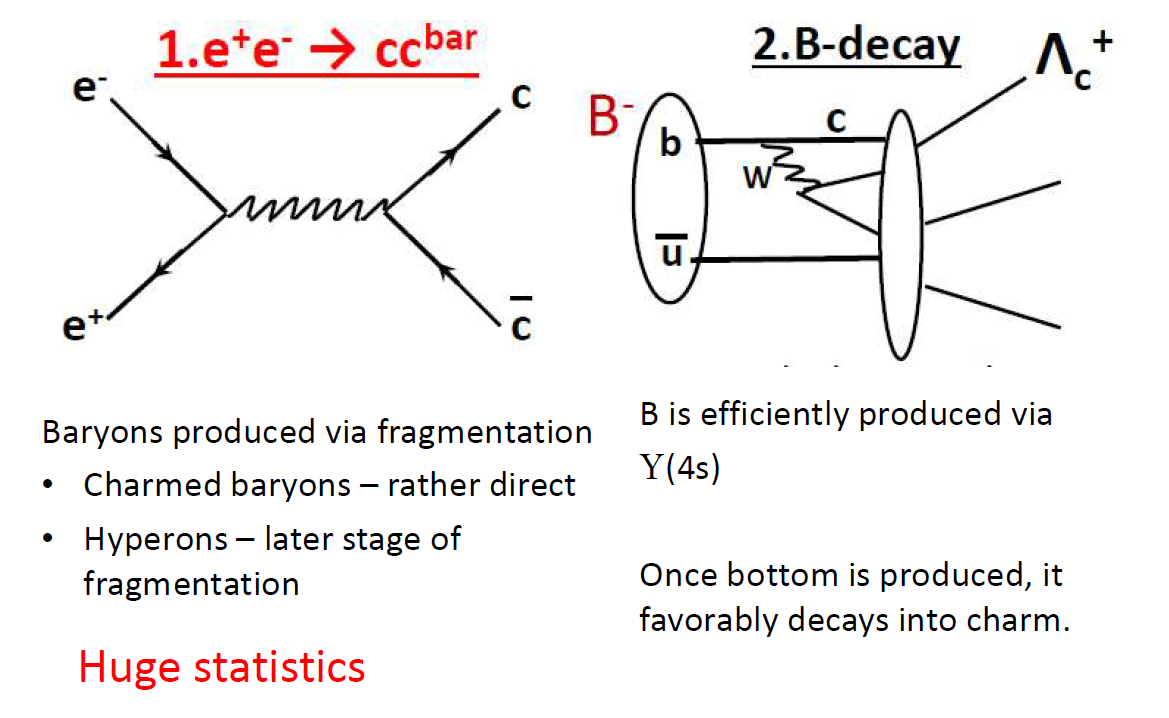 1.e⁺e⁻ → cc^bar
e⁻
c
e⁺
c̅
Baryons produced via fragmentation
• Charmed baryons – rather direct
• Hyperons – later stage of
fragmentation
Huge statistics
2.B-decay
Λc⁺
B⁻
b
c
W
u̅
B is efficiently produced via
Υ(4s)
Once bottom is produced, it
favorably decays into charm.